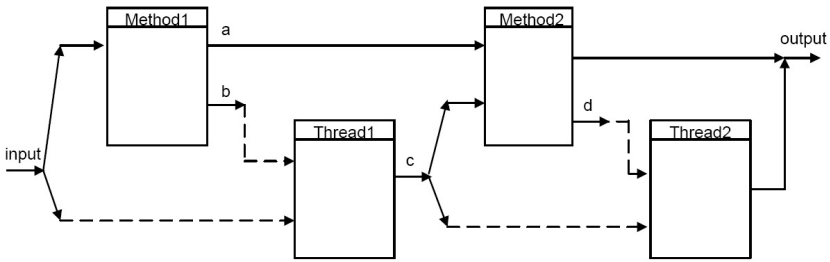 Method1
Method2
a
output
b
d
Thread1
Thread2
input
c